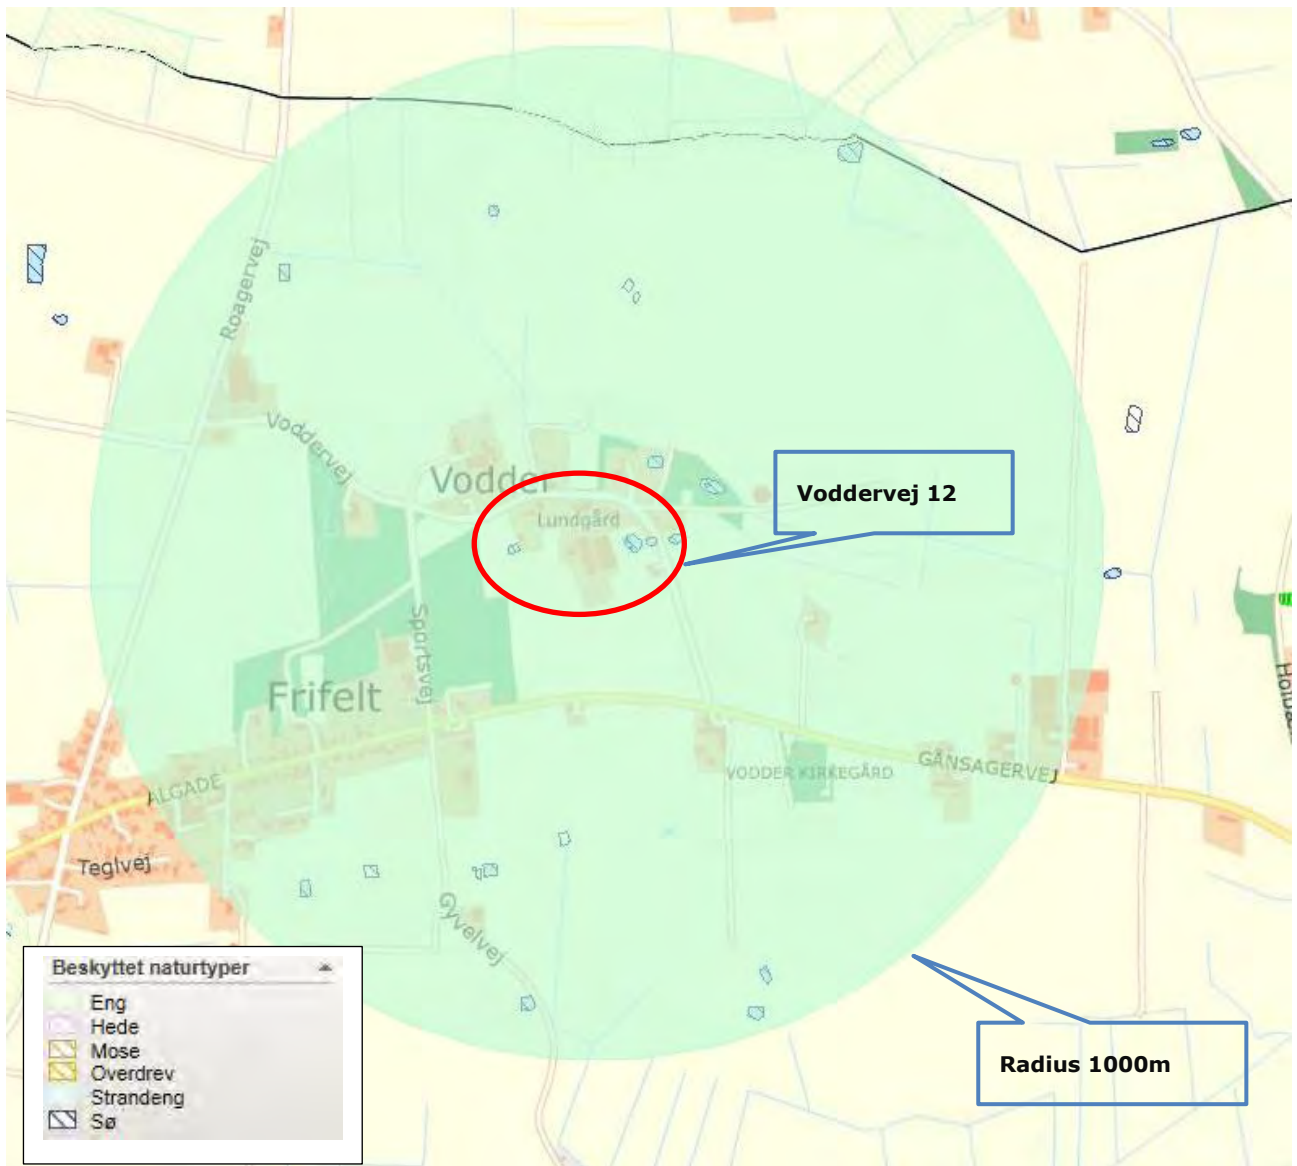 Roagervej
Voddervej
Vodder
Voddervej 12
Lundgård
Sportsvej
Frifelt
VODDER KIRKEGÅRD
GÅNSAGERVEJ
ALGADE
Teglvej
Gyvelvej
Beskyttet naturtyper
Eng
Hede
Mose
Overdrev
Strandeng
Sø
Radius 1000m